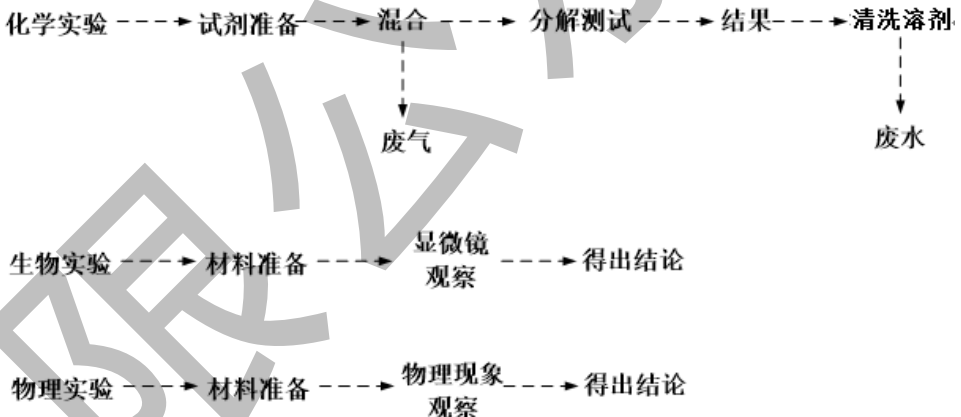 化学实验 试剂准备 混合 分解测试 结果 清洗溶剂
废气 废水
生物实验 材料准备 显微镜 得出结论
观察
物理实验 材料准备 物理现象 得出结论
观察
限公